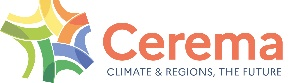 Cerema
CLIMATE & REGIONS, THE FUTURE